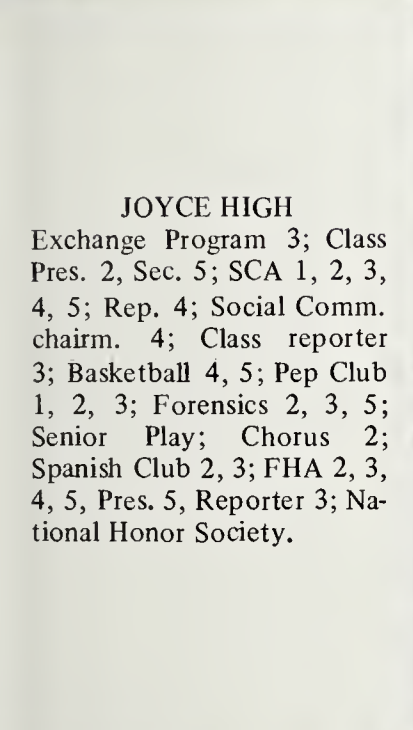 JOYCE HIGH
Exchange Program 3; Class
Pres. 2, Sec. 5; SCA 1, 2, 3,
4, 5; Rep. 4; Social Comm.
chairm. 4; Class reporter
3; Basketball 4, 5; Pep Club
1, 2, 3; Forensics 2, 3, 5;
Senior Play; Chorus 2;
Spanish Club 2, 3; FHA 2, 3,
4, 5, Pres. 5, Reporter 3; Na-
tional Honor Society.